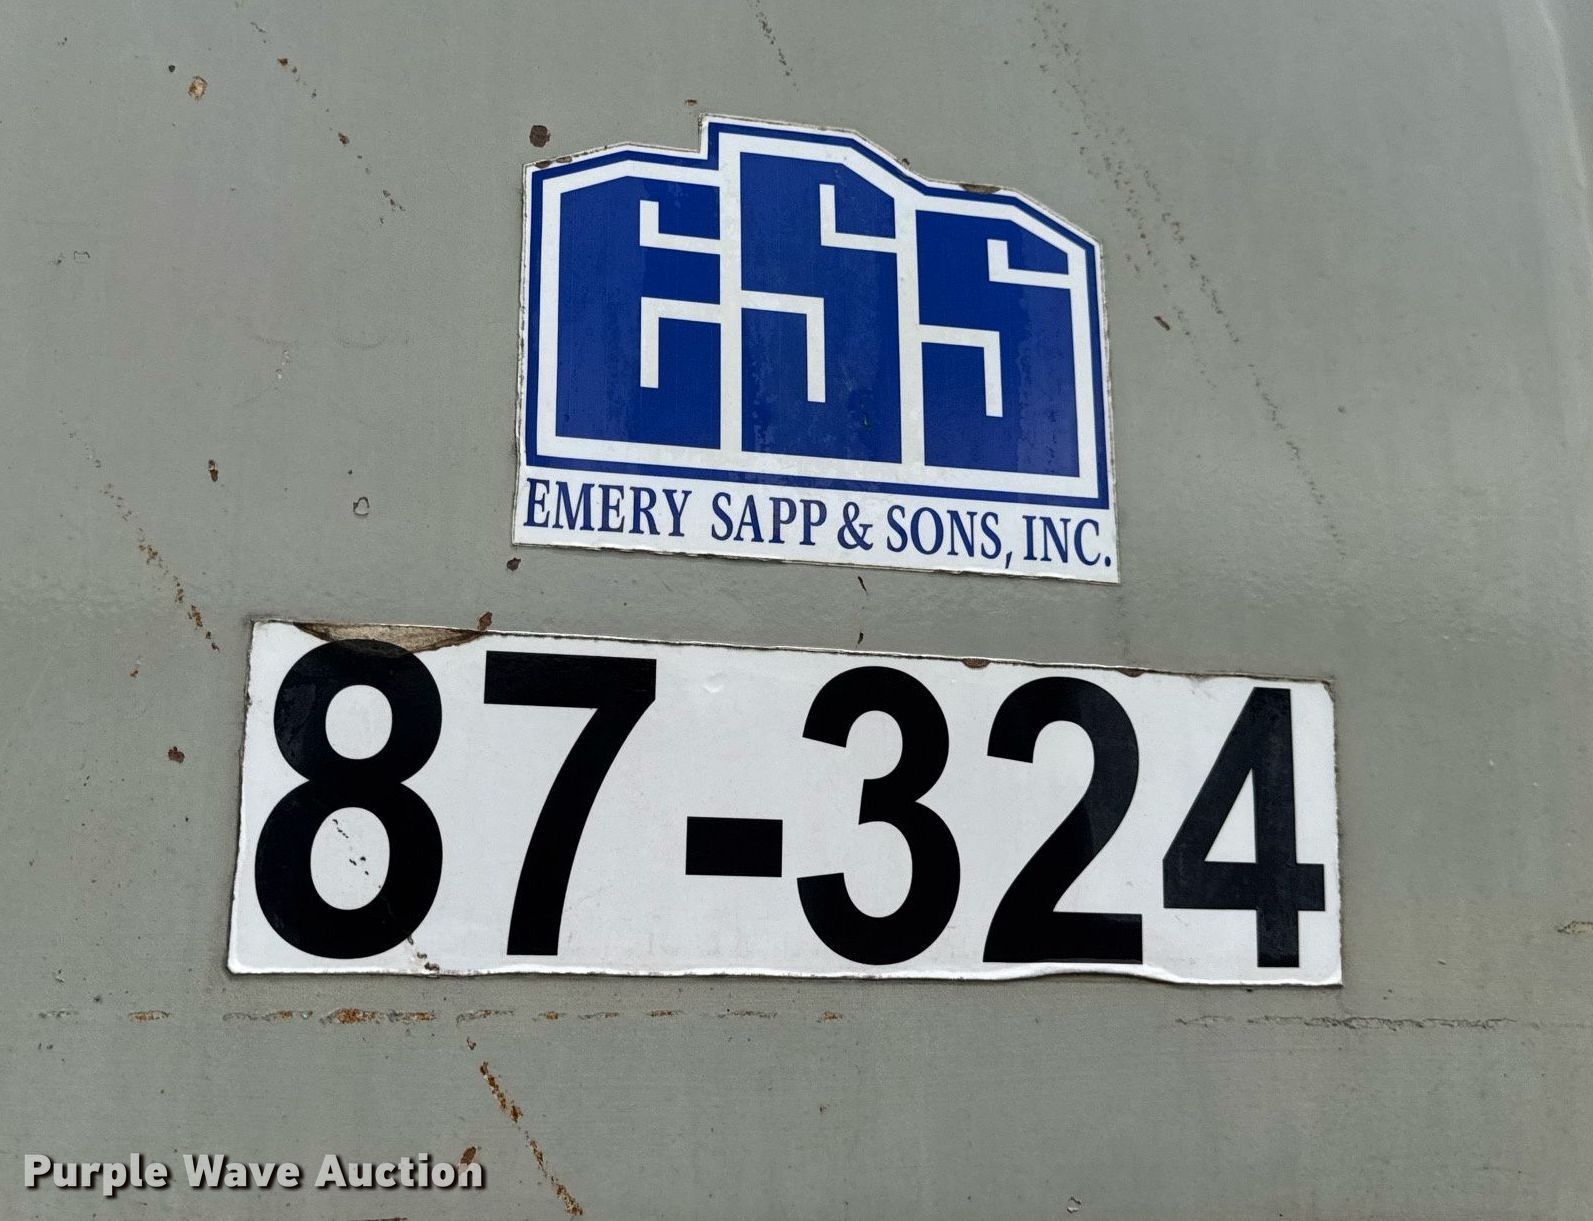 ESS
EMERY SAPP & SONS, INC.
87-324
Purple Wave Auction